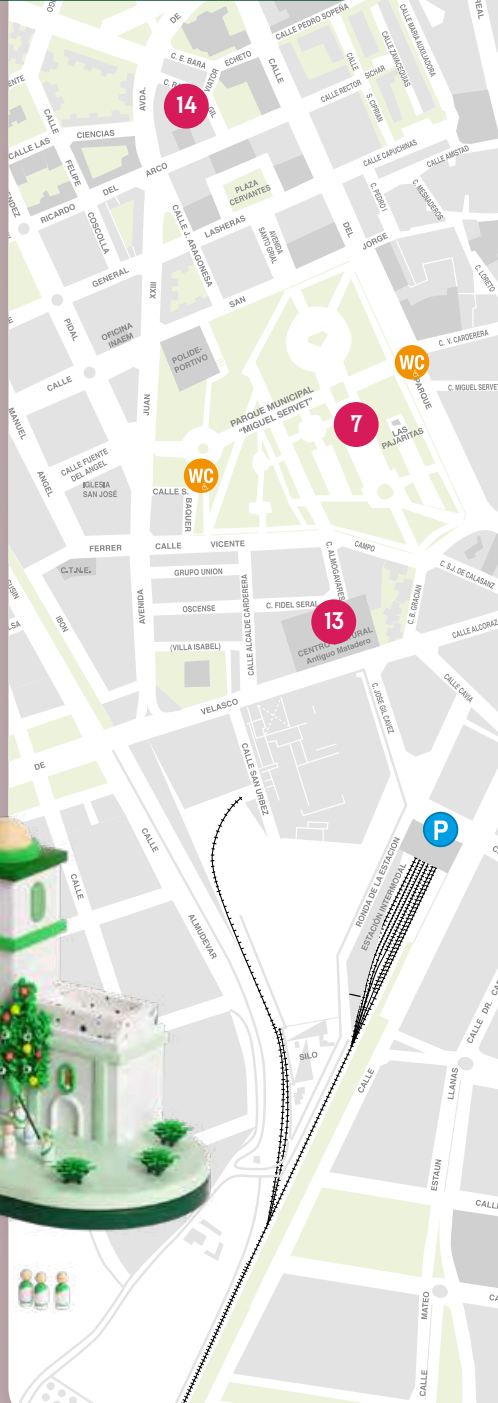 DE
CALLE PEDRO SOPEÑA
CALLE MARIA AUXILIADORA
REAL
C. E. BARA
ECHETO
CALLE
CALLE
CALLE ZAVACEQUIAS
SICHAR
CALLE RECTOR
S. CIPRIAN
VIATOR
GIL
AVDA.
14
CALLE
CIENCIAS
CALLE LAS
FELIPE
ARCO
DEL
RICARDO
COSCOLLA
CALLE CAPUCHINAS
CALLE AMISTAD
PLAZA
CERVANTES
C. PEDRO I
C. MESNADEROS
CALLE J. ARAGONESA
LASHERAS
AVENIDA
SANTO GRIAL
DEL
JORGE
GENERAL
XXIII
SAN
C. LORETO
PIDAL
OFICINA
INAEM
POLIDE-
PORTIVO
C. V. CARDERERA
WC
PARQUE
CALLE
JUAN
C. MIGUEL SERVET
PARQUE MUNICIPAL
"MIGUEL SERVET"
7
LAS
PAJARITAS
MANUEL
ANGEL
CALLE FUENTE
DEL ANGEL
IGLESIA
SAN JOSÉ
WC
CALLE S.
BAQUER
FERRER
CALLE
VICENTE
CAMPO
C.T.N.E.
GRUPO UNION
OSCENSE
(VILLA ISABEL)
AVENIDA
IBON
CALLE ALCALDE CARDERERA
C. FIDEL SERAL
C. ALMOGAVARES
13
CENTRO CULTURAL
Antiguo Matadero
C. B. GRACIAN
C. S.J. DE CALASANZ
CALLE ALCORAZ
VELASCO
DE
C. JOSE GIL CAVEZ
CALLE CAVIA
CALLE SAN URBEZ
P
RONDA DE LA ESTACION
ESTACIÓN INTERMODAL
CALLE
CALLE
ALMUDEVAR
SILO
CALLE
CALLE DR.
LLANAS
ESTAUN
MATEO
CALLE